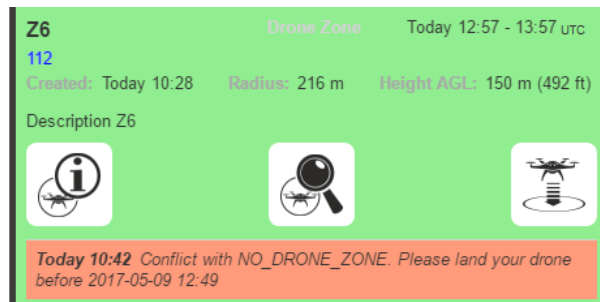 Z6 Drone Zone Today 12:57 - 13:57 UTC
112
Created: Today 10:28 Radius: 216 m Height AGL: 150 m (492 ft)
Description Z6
i
Today 10:42 Conflict with NO_DRONE_ZONE. Please land your drone
before 2017-05-09 12:49